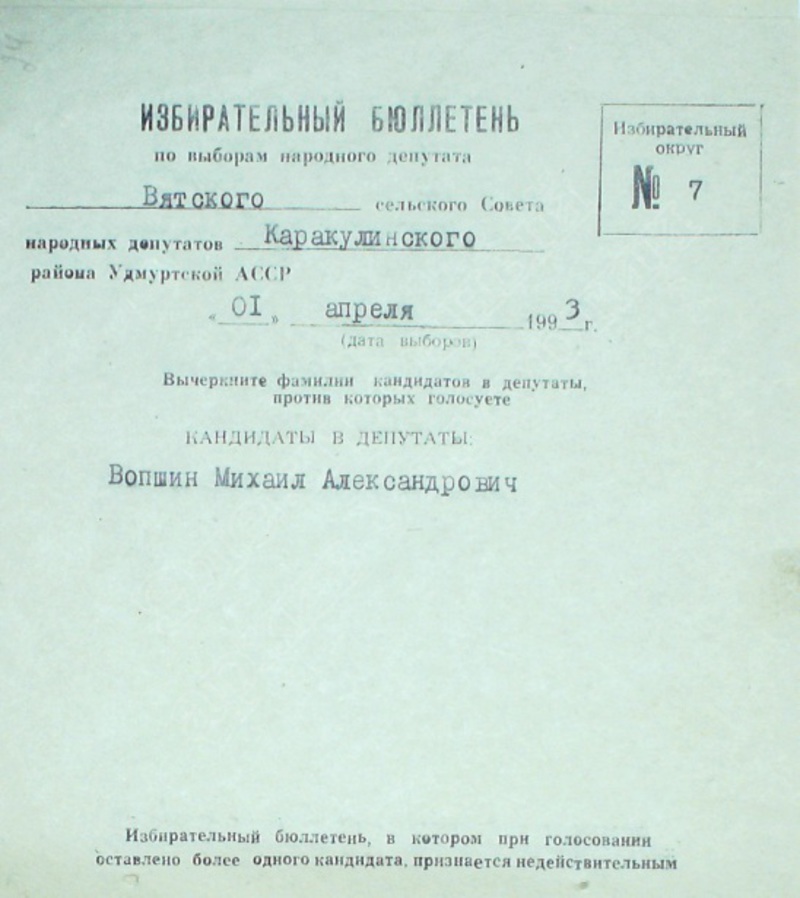 ИЗБИРАТЕЛЬНЫЙ БЮЛЛЕТЕНЬ
по выборам народного депутата
Вятского сельского Совета
народных депутатов Каракулинского
района Удмуртской АССР
"01" апреля 1993 г.
(дата выборов)
Избирательный
округ
№ 7
Вычеркните фамилии кандидатов в депутаты,
против которых голосуете
КАНДИДАТЫ В ДЕПУТАТЫ:
Вопшин Михаил Александрович
Избирательный бюллетень, в котором при голосовании
оставлено более одного кандидата, признается недействительным